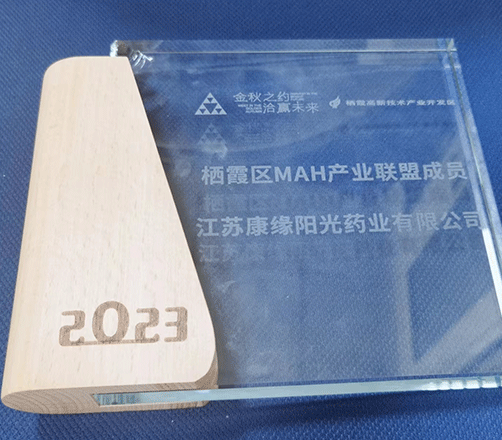 金秋之约
洽赢未来
栖霞高新技术产业开发区
栖霞区MAH产业联盟成员
江苏康缘阳光药业有限公司
2023